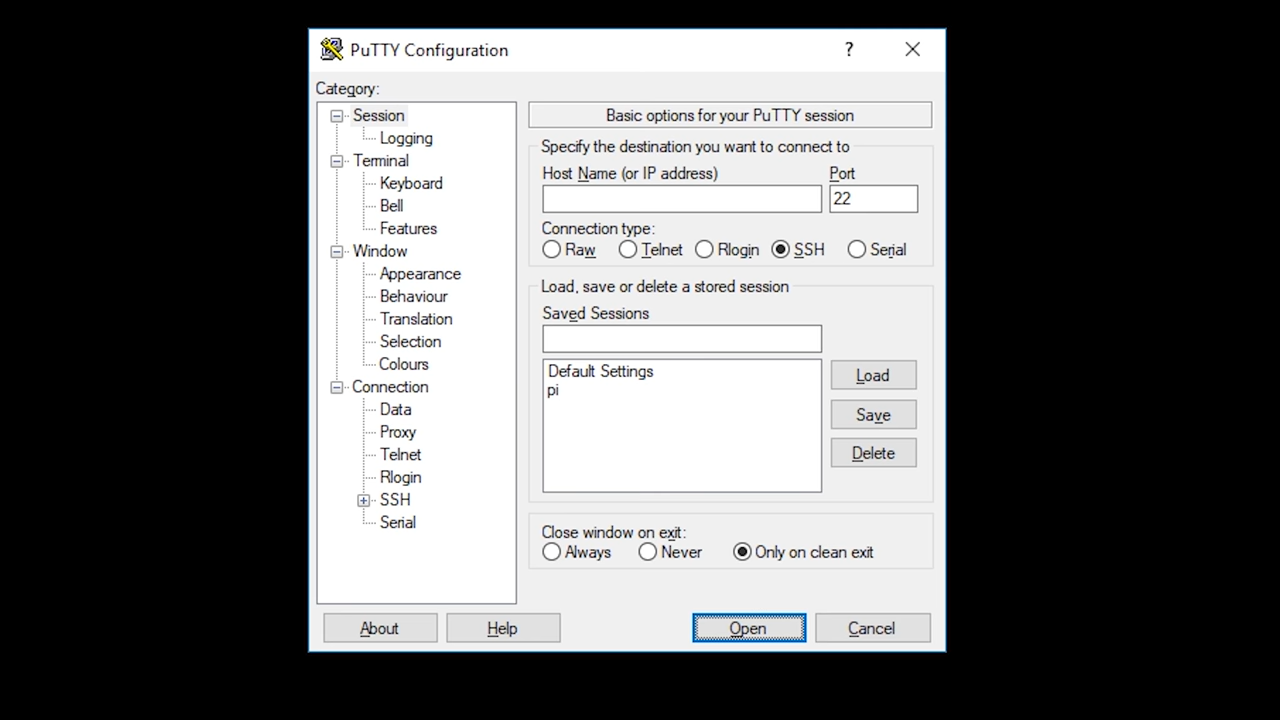 PuTTY Configuration
?
Category:
Session
Logging
Terminal
Keyboard
Bell
Features
Window
Appearance
Behaviour
Translation
Selection
Colours
Connection
Data
Proxy
Telnet
Rlogin
SSH
Serial
Basic options for your PuTTY session
Specify the destination you want to connect to
Host Name (or IP address) Port
22
Connection type:
Raw Telnet Rlogin SSH Serial
Load, save or delete a stored session
Saved Sessions
Default Settings
pi
Load
Save
Delete
Close window on exit:
Always Never Only on clean exit
About Help Open Cancel